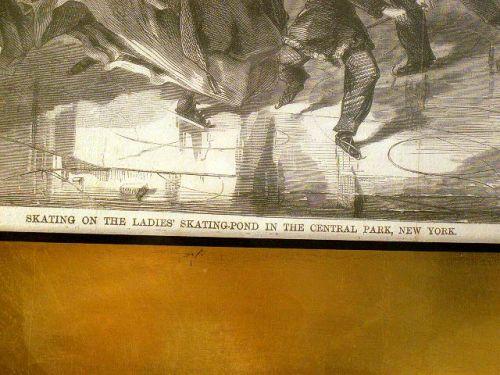 SKATING ON THE LADIES' SKATING-POND IN THE CENTRAL PARK, NEW YORK.